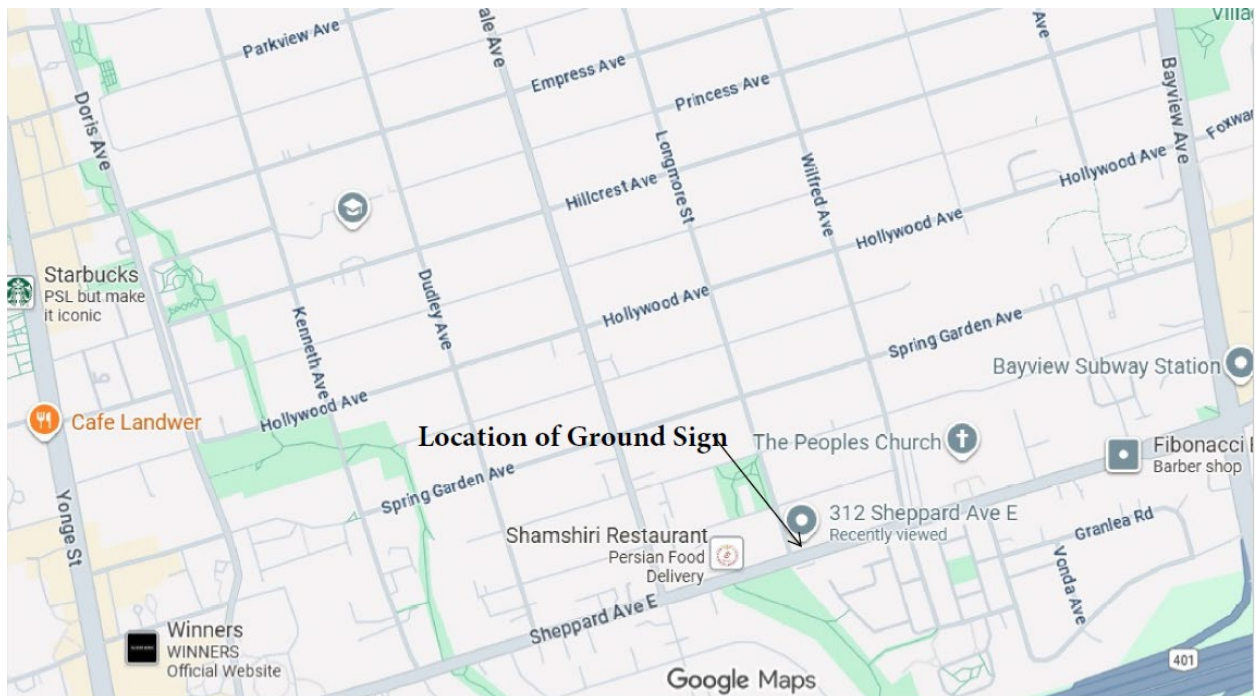 Parkview Ave
ale Ave
Empress Ave
Ave
Villa
Bayview Ave
Princess Ave
Doris Ave
Foxwar
Longmore St
Wilfred Ave
Hollywood Ave
Hillcrest Ave
Hollywood Ave
Starbucks
PSL but make
it iconic
Dudley Ave
Kenneth Ave
Hollywood Ave
Spring Garden Ave
Bayview Subway Station
Hollywood Ave
Cafe Landwer
Location of Ground Sign
The Peoples Church
Fibonacci
Barber shop
Spring Garden Ave
Yonge St
312 Sheppard Ave E
Recently viewed
Granlea Rd
Shamshiri Restaurant
Persian Food
Delivery
Vonda Ave
Sheppard Ave E
Winners
WINNERS
Official Website
401
Google Maps